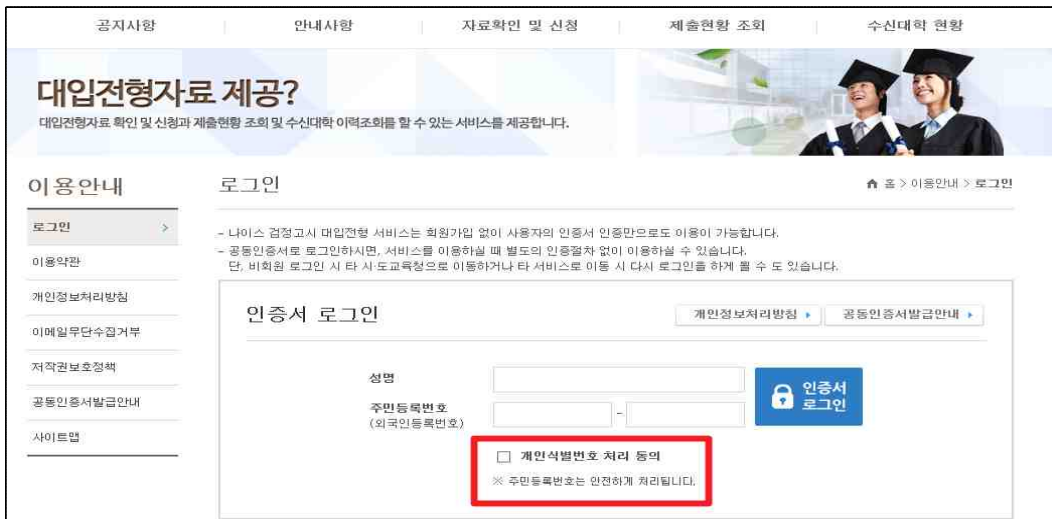 공지사항 안내사항 자료확인 및 신청 제출현황 조회 수신대학 현황
대입전형자료 제공?
대입전형자료 확인 및 신청과 제출현황 조회 및 수신대학 이력조회를 할 수 있는 서비스를 제공합니다.
이용안내
로그인 >
이용약관
개인정보처리방침
이메일무단수집거부
저작권보호정책
공동인증서발급안내
사이트맵
로그인
홈 > 이용안내 > 로그인
- 나이스 검정고시 대입전형 서비스는 회원가입 없이 사용자의 인증서 인증만으로도 이용이 가능합니다.
- 공동인증서로 로그인하시면, 서비스를 이용하실 때 별도의 인증절차 없이 이용하실 수 있습니다.
단, 비회원 로그인 시 타 시·도교육청으로 이동하거나 타 서비스로 이동 시 다시 로그인을 하게 될 수 도 있습니다.
인증서 로그인
개인정보처리방침 공동인증서발급안내
성명
주민등록번호 -
(외국인등록번호)
인증서
로그인
개인식별번호 처리 동의
※ 주민등록번호는 안전하게 처리됩니다.